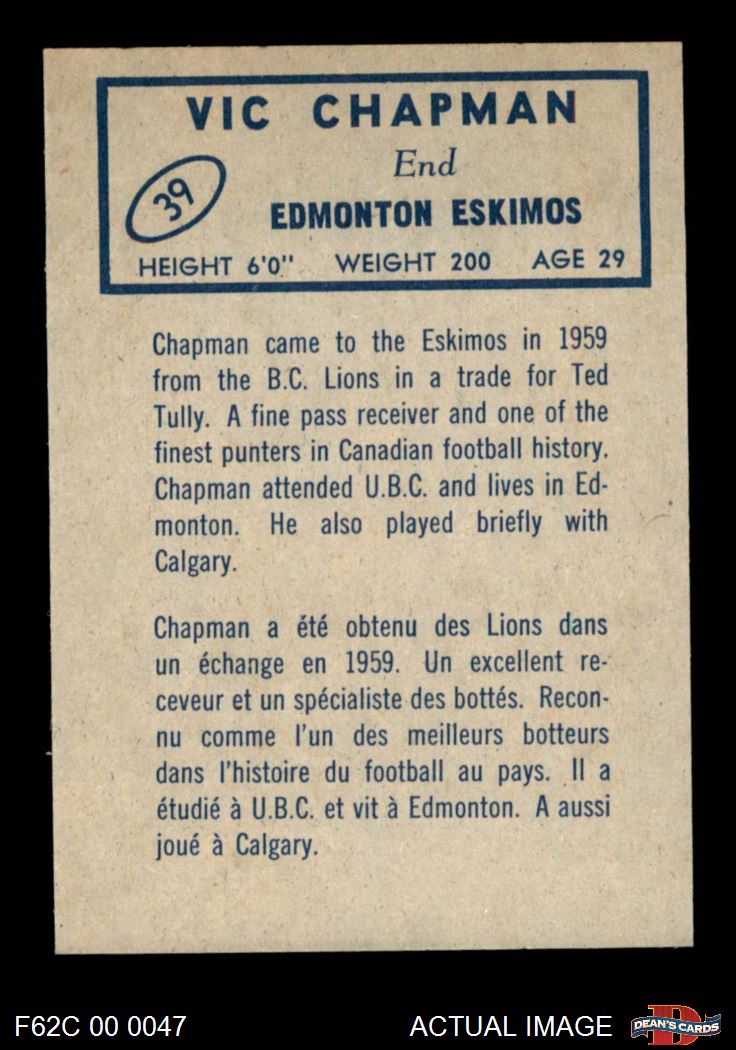 VIC CHAPMAN
End
39
EDMONTON ESKIMOS
HEIGHT 6'0" WEIGHT 200 AGE 29
Chapman came to the Eskimos in 1959
from the B.C. Lions in a trade for Ted
Tully. A fine pass receiver and one of the
finest punters in Canadian football history.
Chapman attended U.B.C. and lives in Ed-
monton. He also played briefly with
Calgary.
Chapman a été obtenu des Lions dans
un échange en 1959. Un excellent re-
ceveur et un spécialiste des bottés. Recon-
nu comme l'un des meilleurs botteurs
dans l'histoire du football au pays. Il a
étudié à U.B.C. et vit à Edmonton. A aussi
joué à Calgary.
F62C 00 0047 ACTUAL IMAGE
D
DEAN'S CARDS